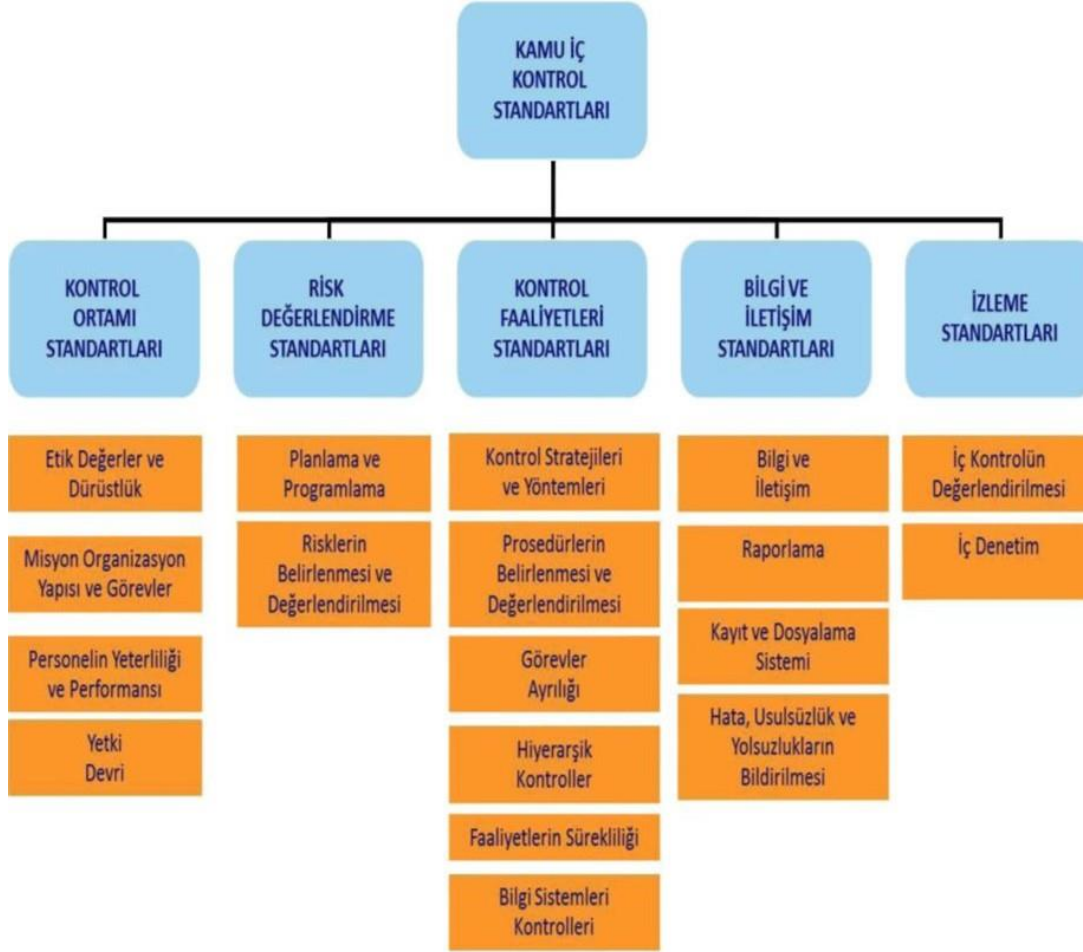 KAMU İÇ
KONTROL
STANDARTLARI
KONTROL
ORTAMI
STANDARTLARI
RİSK
DEĞERLENDİRME
STANDARTLARI
KONTROL
FAALİYETLERİ
STANDARTLARI
BİLGİ VE
İLETİŞİM
STANDARTLARI
İZLEME
STANDARTLARI
Etik Değerler ve
Dürüstlük
Misyon Organizasyon
Yapısı ve Görevler
Personelin Yeterliliği
ve Performansı
Yetki
Devri
Planlama ve
Programlama
Risklerin
Belirlenmesi ve
Değerlendirilmesi
Kontrol Stratejileri
ve Yöntemleri
Prosedürlerin
Belirlenmesi ve
Değerlendirilmesi
Görevler
Ayrılığı
Hiyerarşik
Kontroller
Faaliyetlerin Sürekliliği
Bilgi Sistemleri
Kontrolleri
Bilgi ve
İletişim
Raporlama
Kayıt ve Dosyalama
Sistemi
Hata, Usulsüzlük ve
Yolsuzlukların
Bildirilmesi
İç Kontrolün
Değerlendirilmesi
İç Denetim